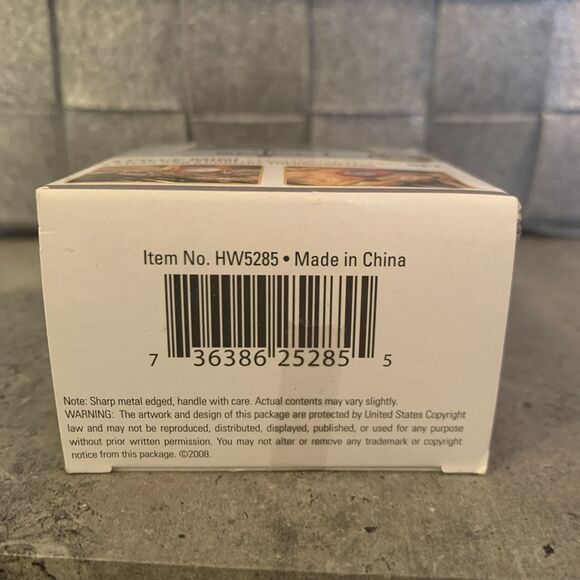 Item No. HW5285 • Made in China
7 36386 25285 5
Note: Sharp metal edged, handle with care. Actual contents may vary slightly.
WARNING: The artwork and design of this package are protected by United States Copyright
law and may not be reproduced, distributed, displayed, published, or used for any purpose
without prior written permission. You may not alter or remove any trademark or copyright
notice from this package. ©2008.